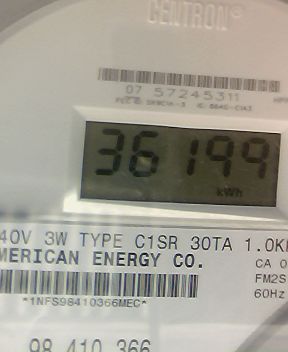 CENTRON®
07 57245311
36199
kWh
40V 3W TYPE C1SR 30TA 1.0K
MERICAN ENERGY CO.
CA 0
FM2S
*1NFS98410366MEC*
60Hz
98 410 366